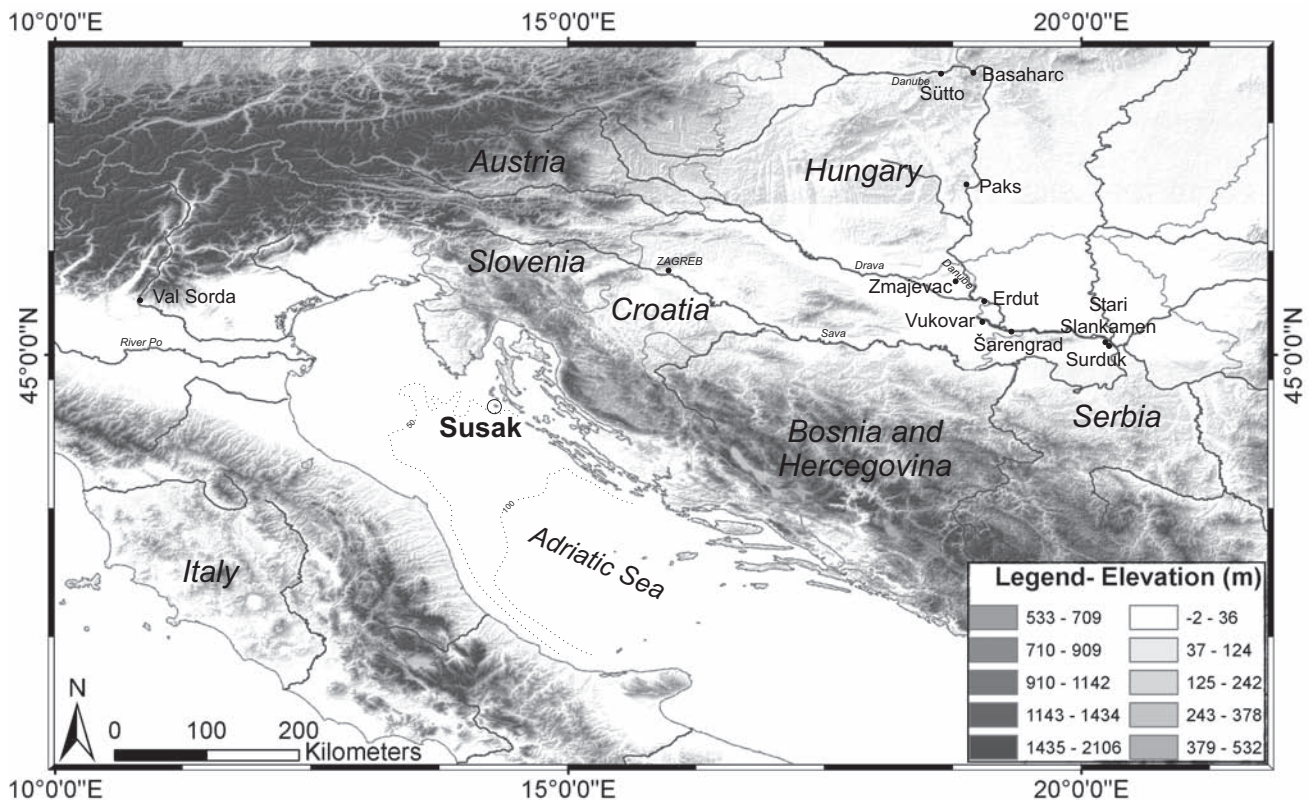 10°0'0"E 15°0'0"E 20°0'0"E
Danube
Basaharc
Sütto
Austria
Hungary
Paks
Slovenia
ZAGREB
Drava
Danube
Val Sorda
Zmajevac
Erdut
Stari
Croatia
Vukovar
Slankamen
River Po
Sava
Šarengrad
Surduk
45°0'0"N
45°0'0"N
Susak
50
Serbia
Bosnia and
Hercegovina
100
Adriatic Sea
Italy
Legend- Elevation (m)
533 - 709 -2 - 36
710 - 909 37 - 124
910 - 1142 125 - 242
1143 - 1434 243 - 378
1435 - 2106 379 - 532
N
0 100 200
Kilometers
10°0'0"E 15°0'0"E 20°0'0"E